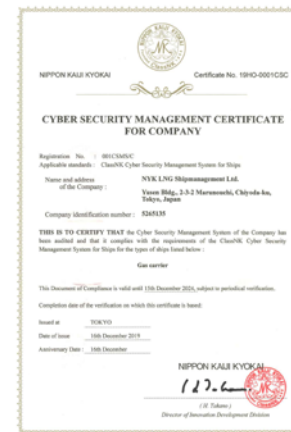 NIPPON KAIJI KYOKAI
Certificate No. 19HO-0001CSC
CYBER SECURITY MANAGEMENT CERTIFICATE
FOR COMPANY
Registration No. : 001CSMS/C
Applicable standards : ClassNK Cyber Security Management System for Ships
Name and address
of the Company : NYK LNG Shipmanagement Ltd.
Yusen Bldg., 2-3-2 Marunouchi, Chiyoda-ku,
Tokyo, Japan
Company identification number : 5265135
THIS IS TO CERTIFY THAT the Cyber Security Management System of the Company has
been audited and that it complies with the requirements of the ClassNK Cyber Security
Management System for Ships for the types of ships listed below :
Gas carrier
This Document of Compliance is valid until 15th December 2024, subject to periodical verification.
Completion date of the verification on which this certificate is based:
Issued at TOKYO
Date of Issue 16th December 2019
Anniversary Date : 16th December
NIPPON KAIJI KYOKAI
( H. Takano )
Director of Innovation Development Division